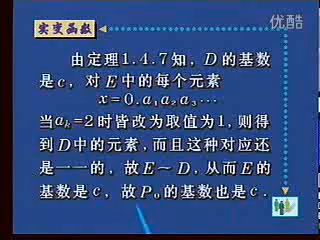 优酷
实变函数
由定理1.4.7知，D的基数
是c，对E中的每个元素
x=0.a₁a₂a₃…
当aₖ=2时皆改为取值为1，则得
到D中的元素，而且这种对应还
是一一的，故E～D，从而E的
基数是c，故P₀的基数也是c．